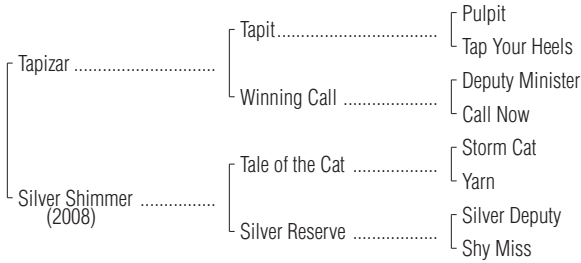 Pulpit
Tapit
Tap Your Heels
Tapizar
Deputy Minister
Winning Call
Call Now
Storm Cat
Tale of the Cat
Yarn
Silver Shimmer
(2008)
Silver Deputy
Silver Reserve
Shy Miss